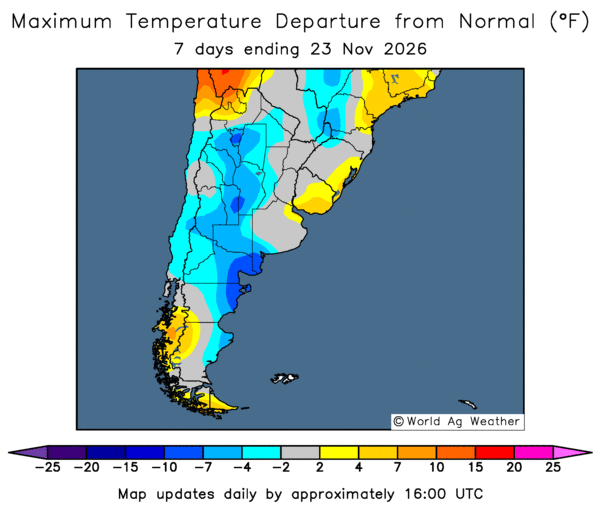 Maximum Temperature Departure from Normal (°F)
7 days ending 23 Nov 2026
© World Ag Weather
−25 −20 −15 −10 −7 −4 −2 2 4 7 10 15 20 25
Map updates daily by approximately 16:00 UTC